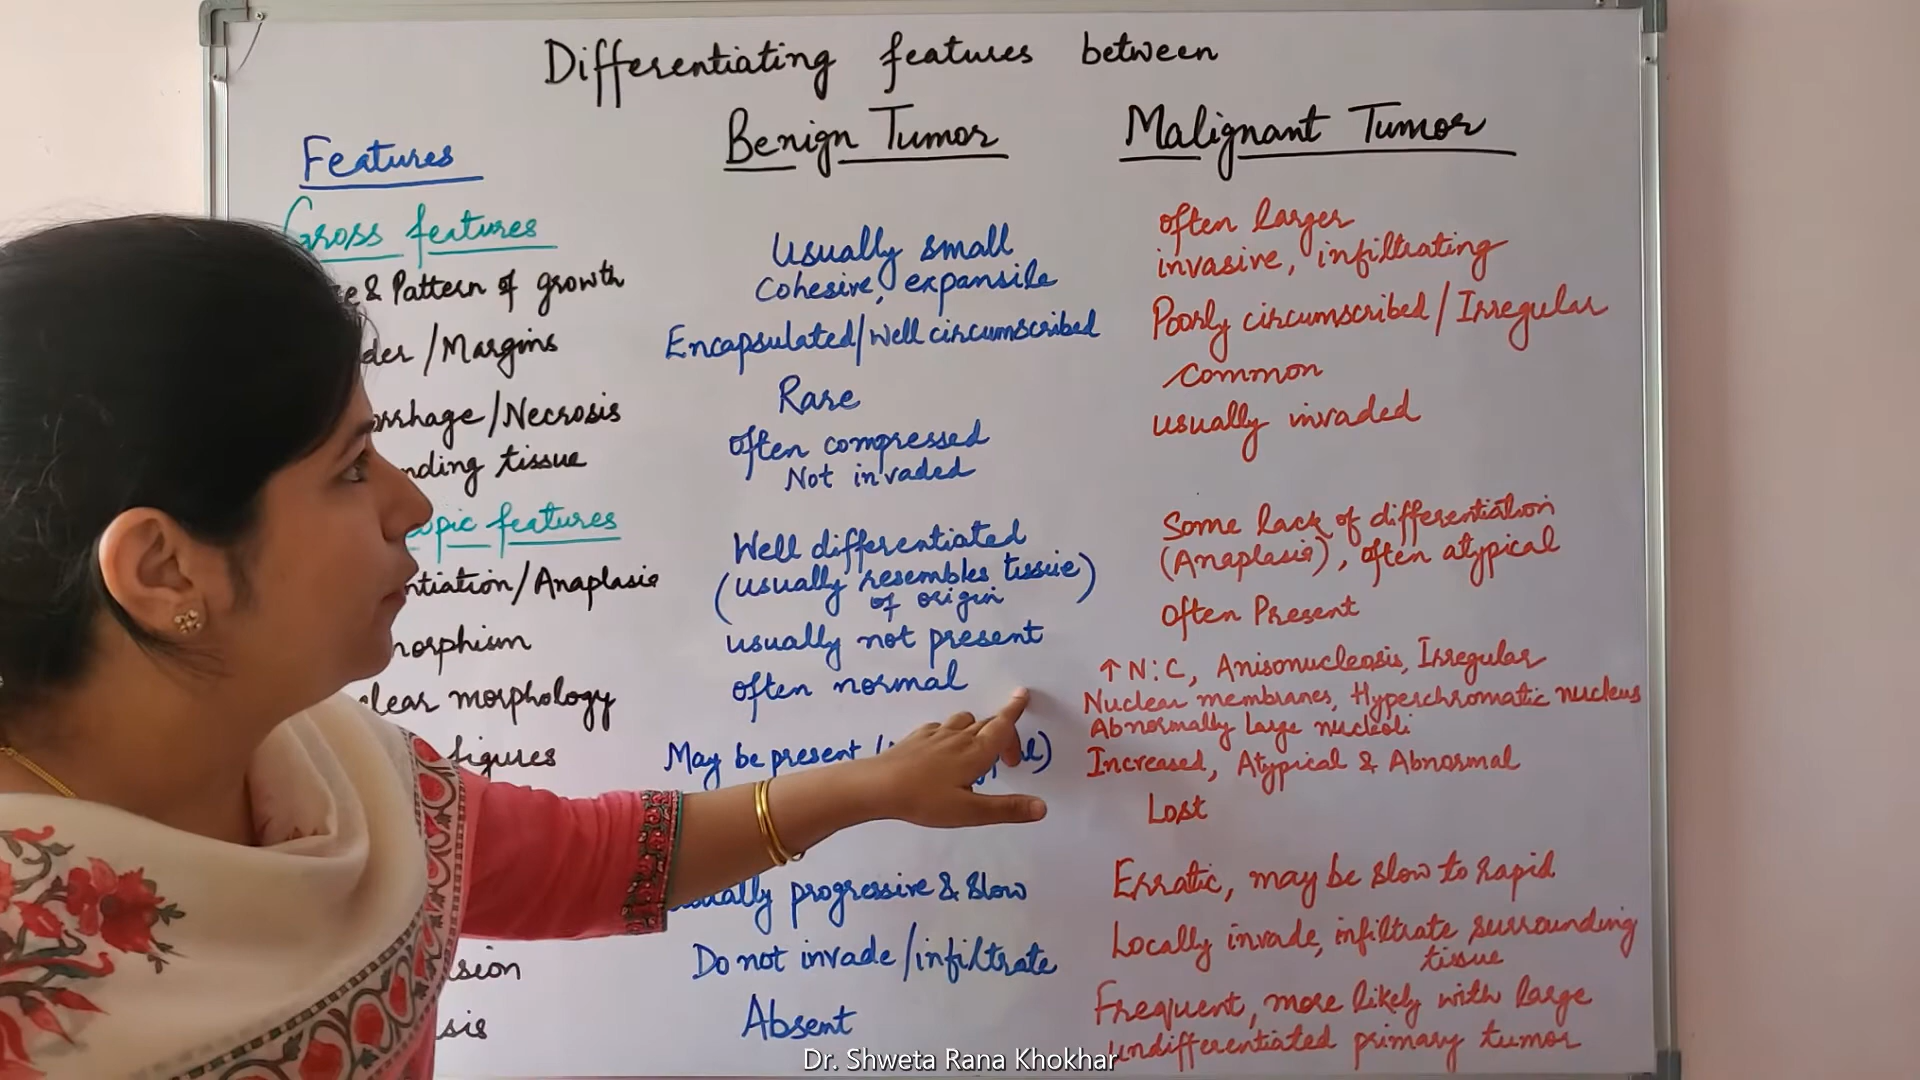 Differentiating features between
Features Benign Tumor Malignant Tumor
Gross features
& Pattern of growth
Usually small
Cohesive, expansile
often larger
invasive, infiltrating
/Margins
Encapsulated/Well circumscribed
Poorly circumscribed/Irregular
/Necrosis
Rare
common
tissue
Often compressed
Not invaded
usually invaded
features
/Anaplasia
Well differentiated
(usually resembles tissue)
of origin
Some lack of differentiation
(Anaplasia), often atypical
usually not present
Often Present
morphology
often normal
↑ N:C, Anisonucleosis, Irregular
Nuclear membranes, Hyperchromatic nucleus
Abnormally large nucleoli
figures
May be present
Increased, Atypical & Abnormal
Lost
progressive & slow
Erratic, may be slow to rapid
Do not invade/infiltrate
Locally invade, infiltrate surrounding
tissue
Absent
Frequent, more likely with large
undifferentiated primary tumor
Dr. Shweta Rana Khokhar